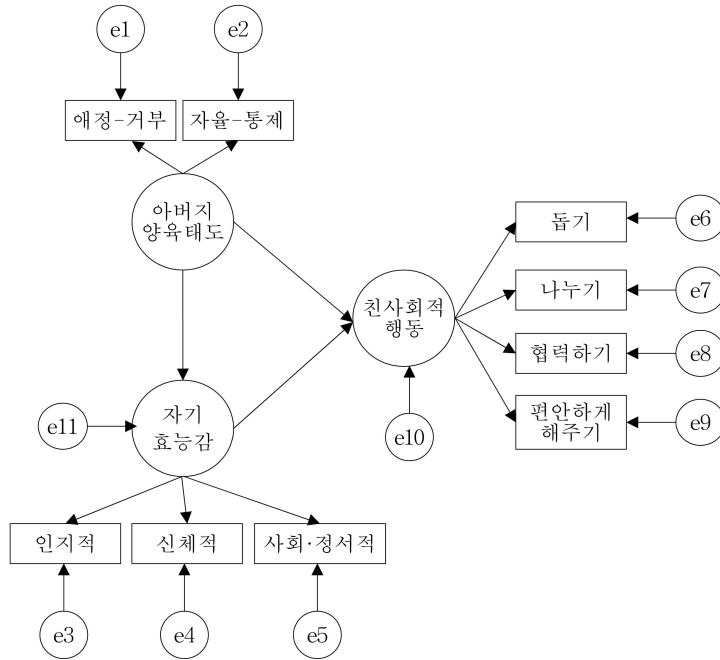 e1
e2
애정-거부
자율-통제
아버지
양육태도
돕기
e6
나누기
e7
친사회적
행동
협력하기
e8
편안하게
해주기
e9
e10
e11
자기
효능감
인지적
신체적
사회·정서적
e3
e4
e5